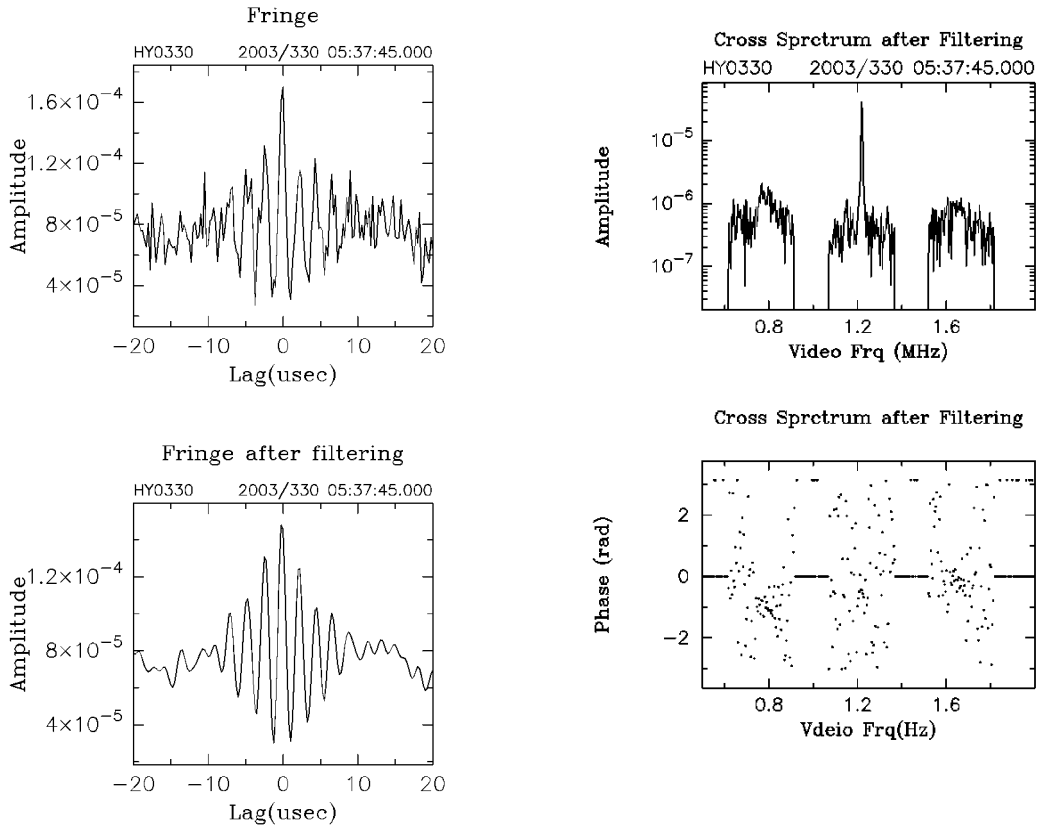 Fringe
HY0330 2003/330 05:37:45.000
1.6×10−4
1.2×10−4
8×10−5
4×10−5
Amplitude
−20 −10 0 10 20
Lag(usec)
Cross Sprctrum after Filtering
HY0330 2003/330 05:37:45.000
10−5
10−6
10−7
Amplitude
0.8 1.2 1.6
Video Frq (MHz)
Fringe after filtering
HY0330 2003/330 05:37:45.000
1.2×10−4
8×10−5
4×10−5
Amplitude
−20 −10 0 10 20
Lag(usec)
Cross Sprctrum after Filtering
2
0
−2
Phase (rad)
0.8 1.2 1.6
Vdeio Frq(Hz)